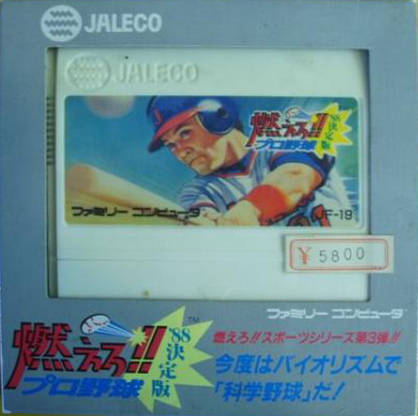 JALECO
JALECO
燃えろ!!
プロ野球
'88
決定版
ファミリー コンピュータ
JF-19
¥5800
ファミリー コンピュータ
燃えろ!!
プロ野球
'88
決定版
TM
燃えろ!!スポーツシリーズ第3弾!!
今度はバイオリズムで
「科学野球」だ!